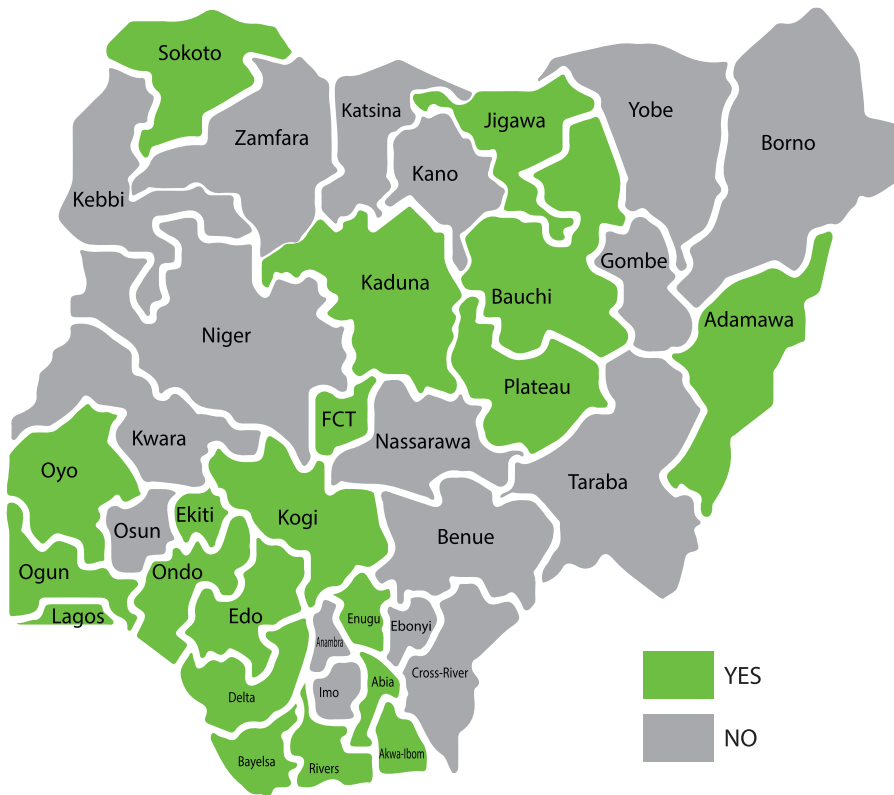 Sokoto
Katsina
Jigawa
Yobe
Zamfara
Borno
Kano
Kebbi
Gombe
Kaduna
Bauchi
Adamawa
Niger
Plateau
FCT
Kwara
Nassarawa
Oyo
Taraba
Ekiti
Kogi
Osun
Benue
Ogun
Ondo
Lagos
Edo
Enugu
Ebonyi
Anambra
Cross-River
YES
Abia
Imo
Delta
NO
Akwa-Ibom
Bayelsa
Rivers